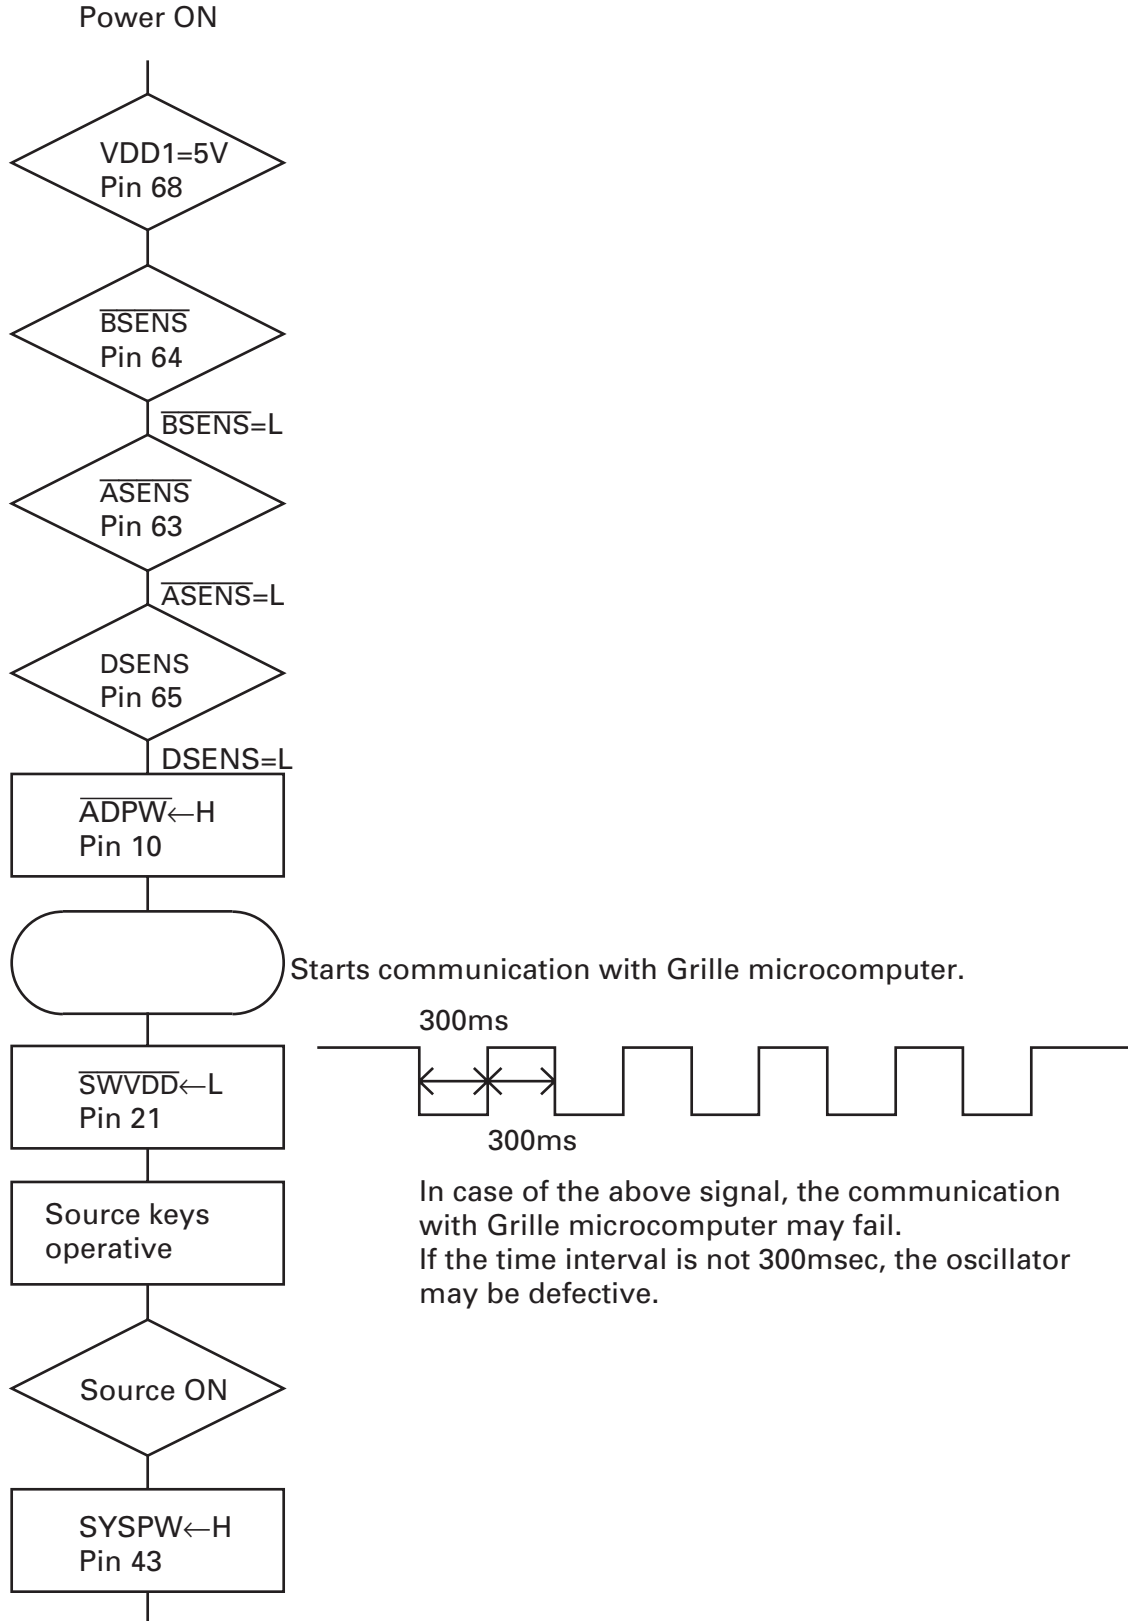 Power ON
VDD1=5V
Pin 68
BSENS
Pin 64
BSENS=L
ASENS
Pin 63
ASENS=L
DSENS
Pin 65
DSENS=L
ADPW←H
Pin 10
Starts communication with Grille microcomputer.
300ms
SWVDD←L
Pin 21
300ms
In case of the above signal, the communication
with Grille microcomputer may fail.
If the time interval is not 300msec, the oscillator
may be defective.
Source keys
operative
Source ON
SYSPW←H
Pin 43